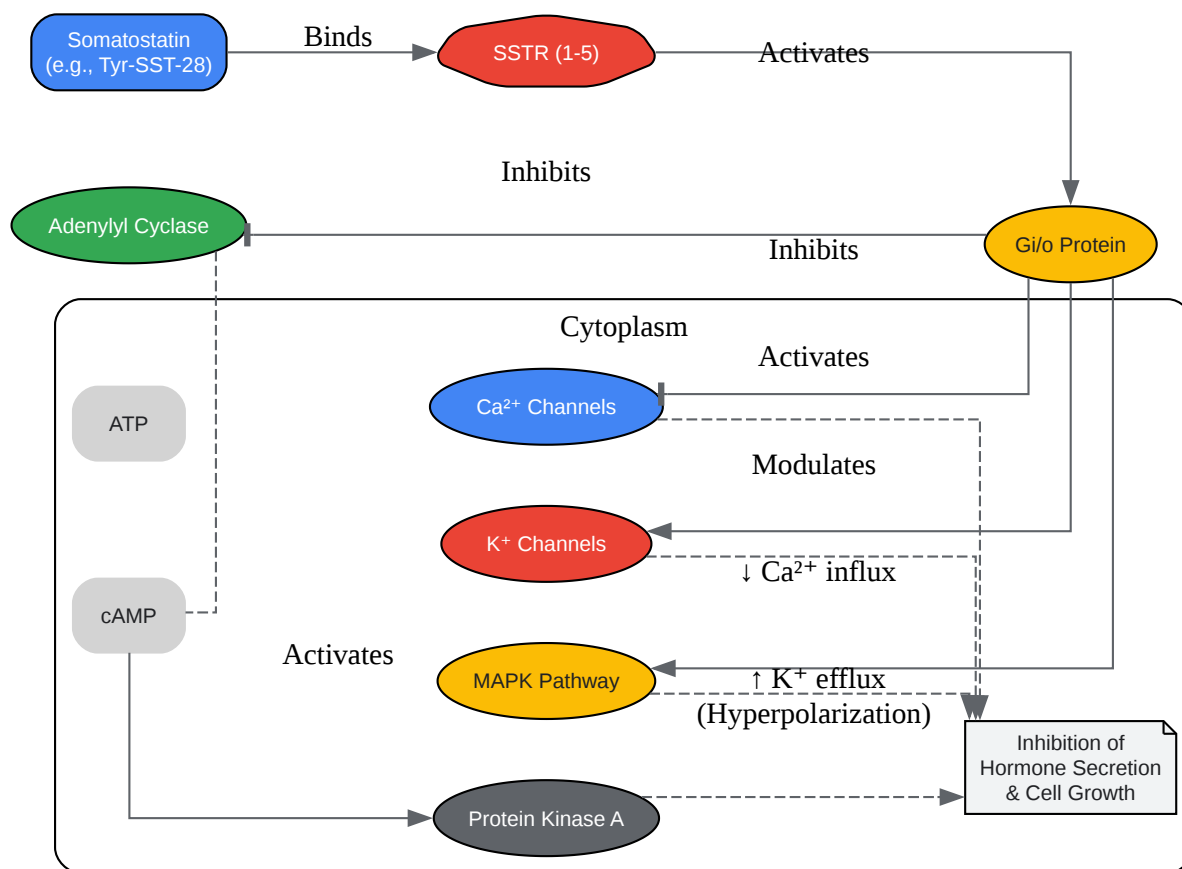 Somatostatin
(e.g., Tyr-SST-28)
Binds
SSTR (1-5)
Activates
Inhibits
Adenylyl Cyclase
Gi/o Protein
Inhibits
Cytoplasm
Activates
Ca²⁺ Channels
ATP
Modulates
K⁺ Channels
↓ Ca²⁺ influx
cAMP
Activates
MAPK Pathway
↑ K⁺ efflux
(Hyperpolarization)
Inhibition of
Hormone Secretion
& Cell Growth
Protein Kinase A